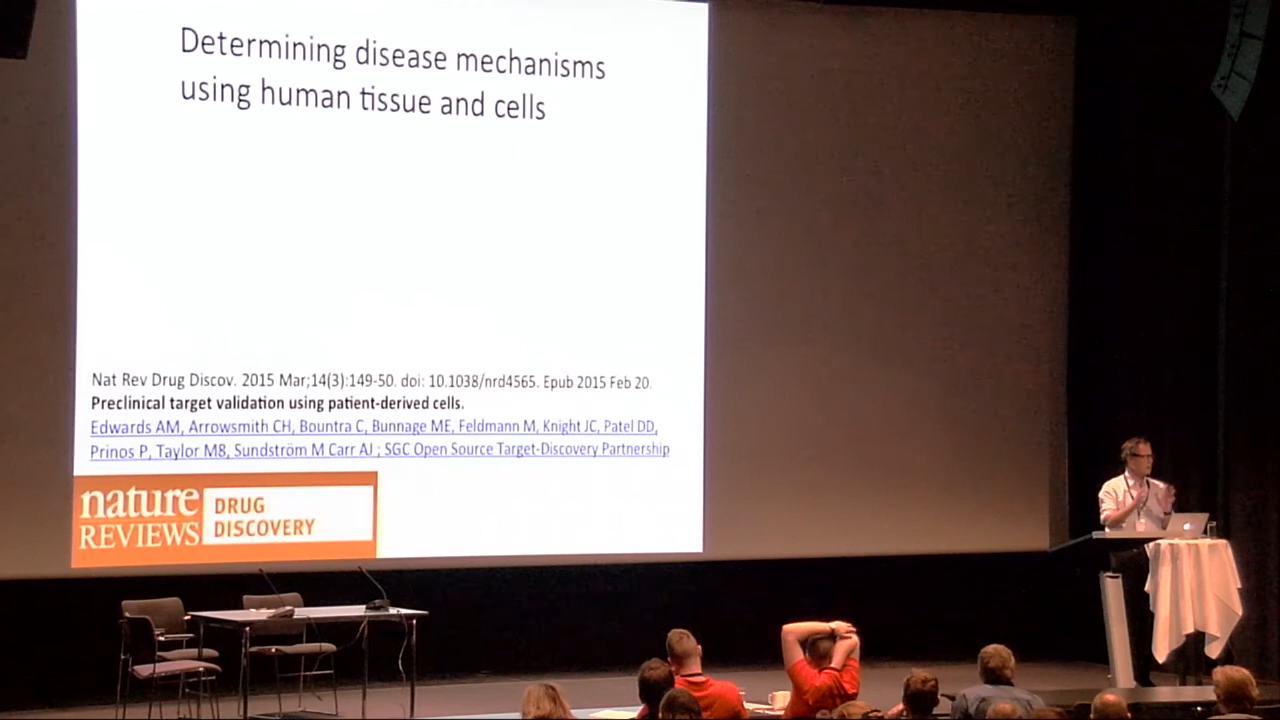 Determining disease mechanisms
using human tissue and cells
Nat Rev Drug Discov. 2015 Mar;14(3):149-50. doi: 10.1038/nrd4565. Epub 2015 Feb 20.
Preclinical target validation using patient-derived cells.
Edwards AM, Arrowsmith CH, Bountra C, Bunnage ME, Feldmann M, Knight JC, Patel DD,
Prinos P, Taylor MB, Sundström M Carr AJ ; SGC Open Source Target-Discovery Partnership
nature
REVIEWS
DRUG
DISCOVERY